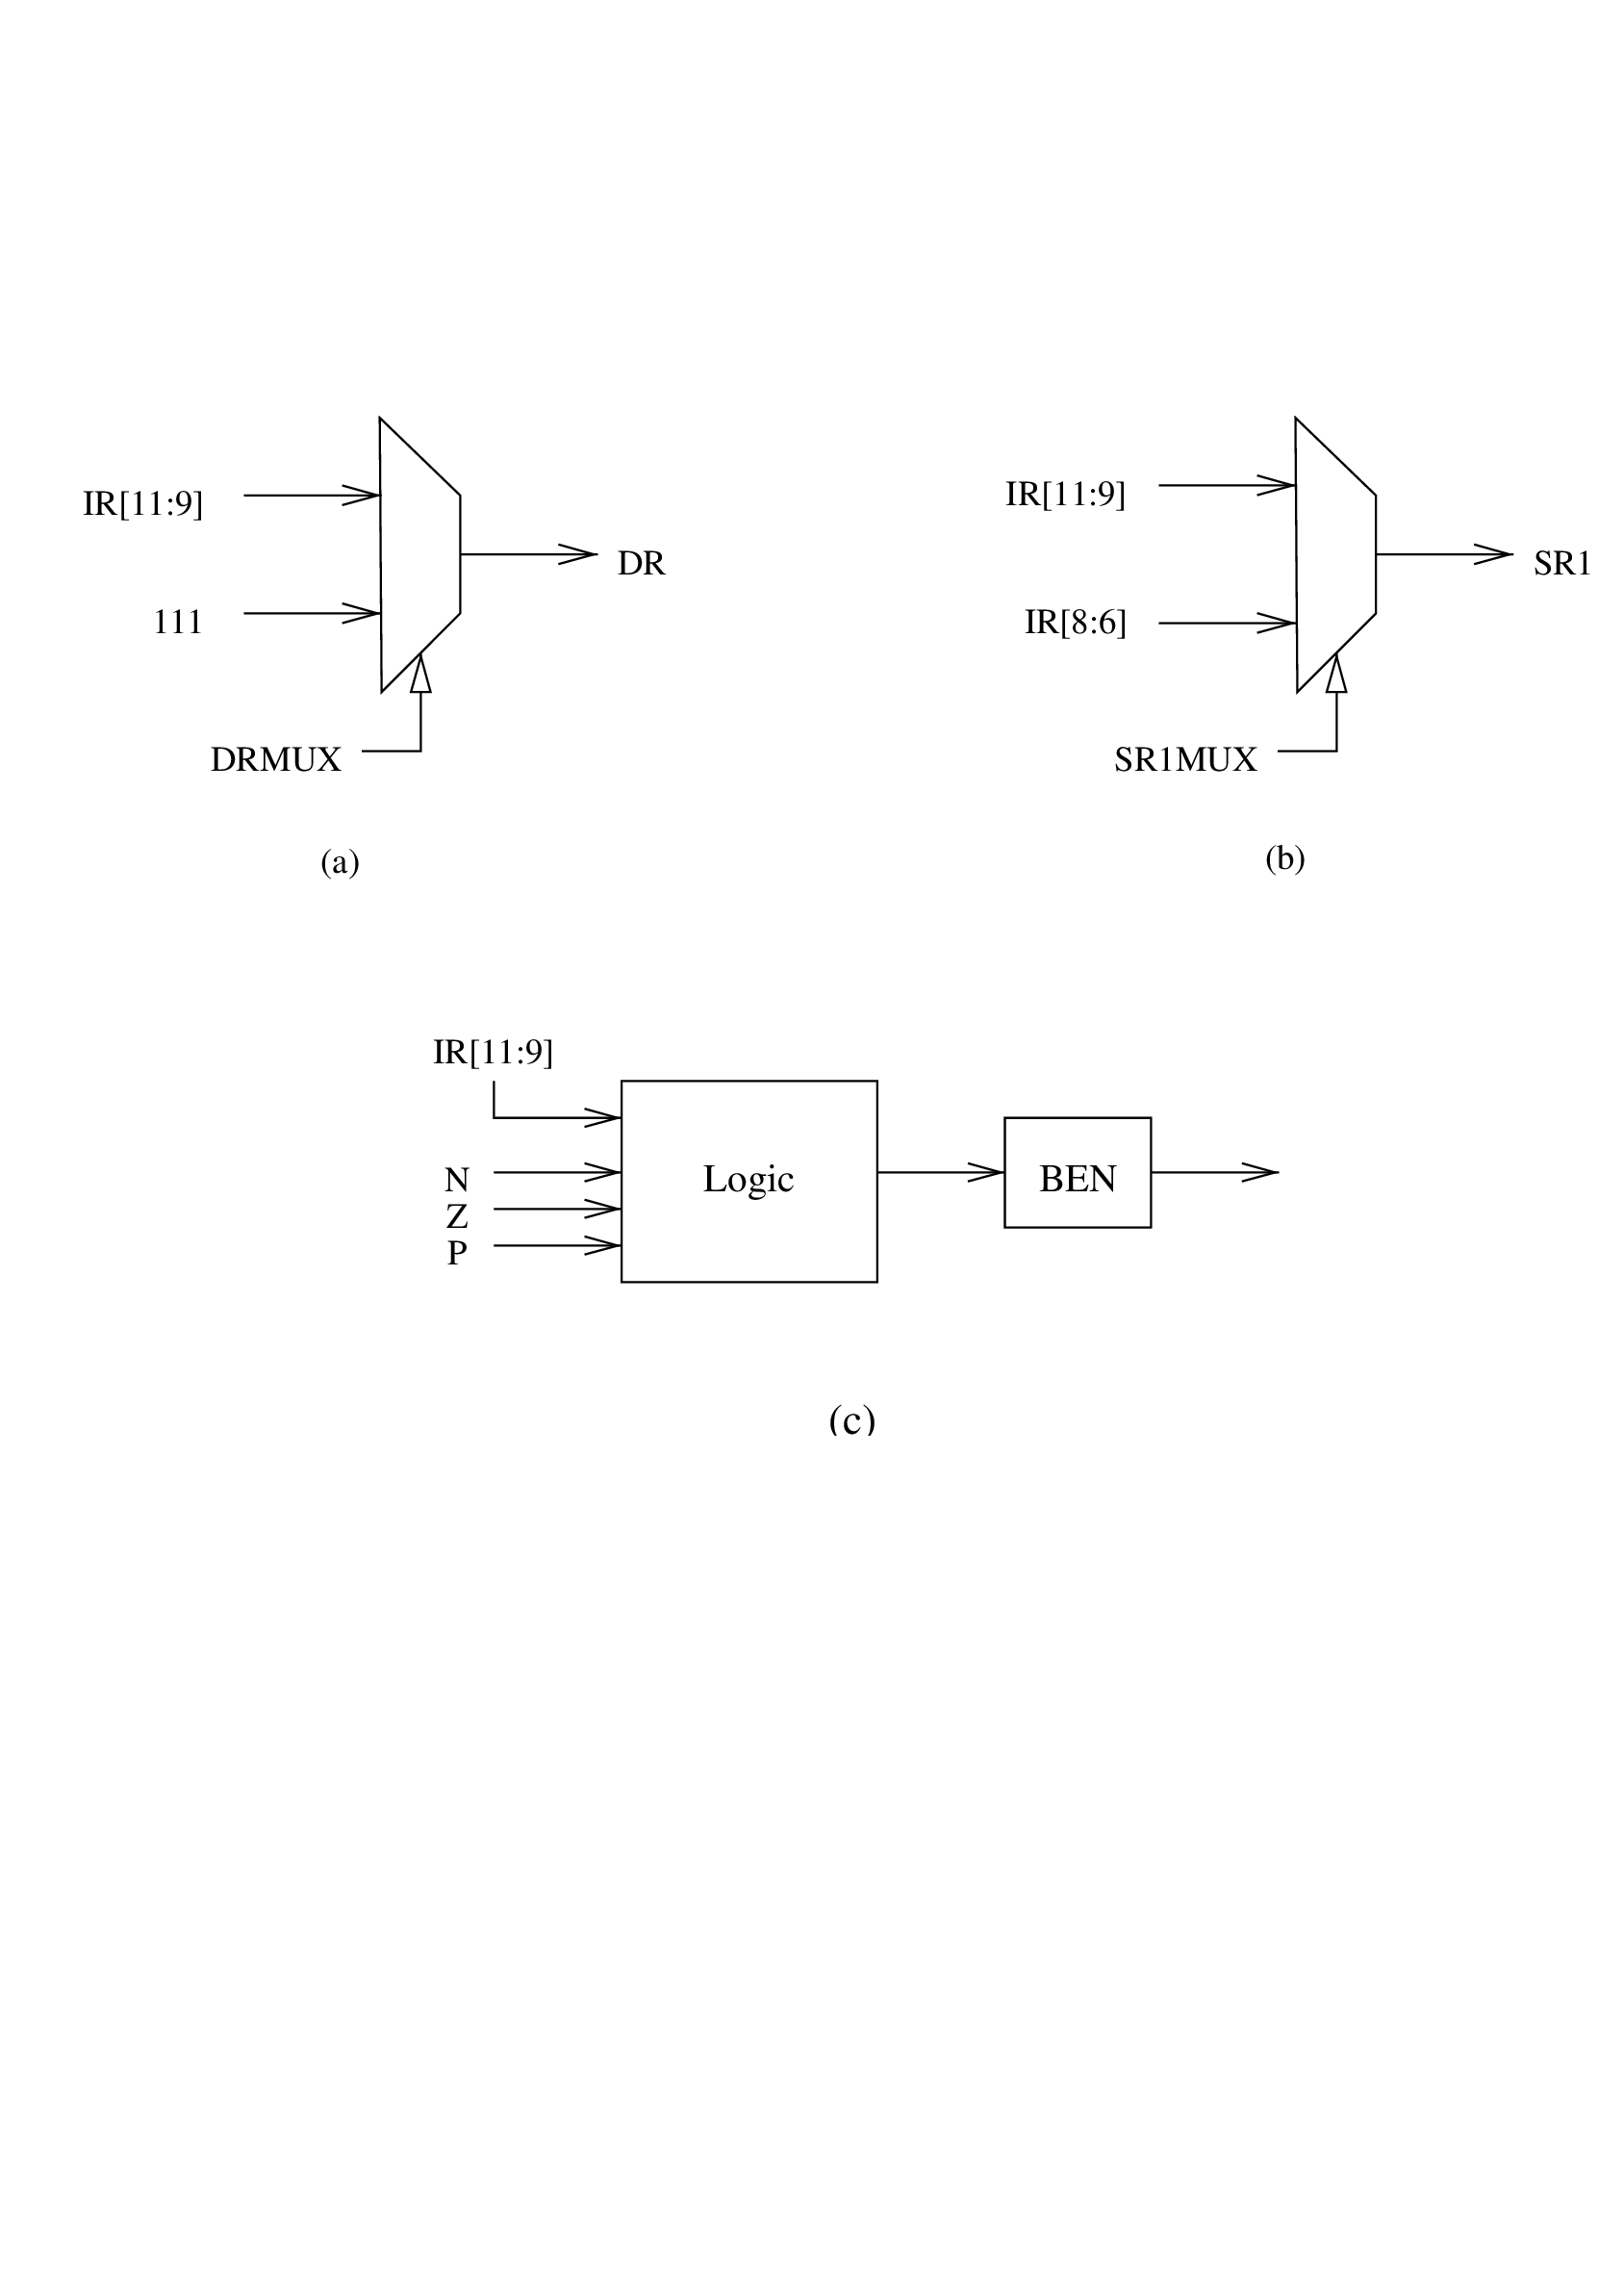 IR[11:9]
111
DR
DRMUX
(a)
IR[11:9]
IR[8:6]
SR1
SR1MUX
(b)
IR[11:9]
N
Z
P
Logic
BEN
(c)